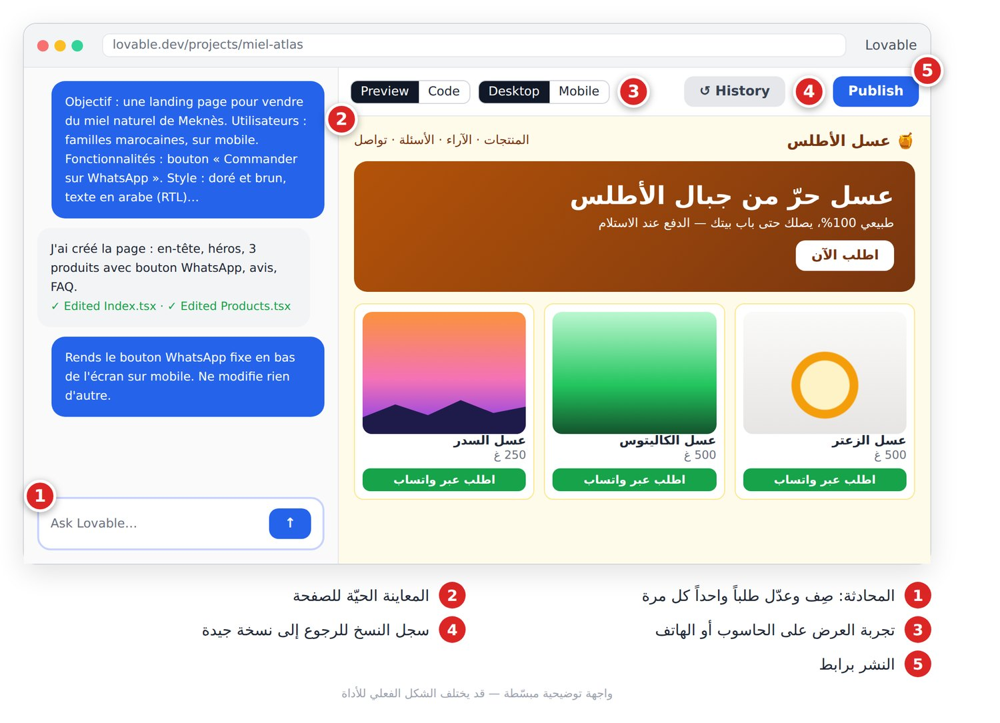 lovable.dev/projects/miel-atlas
Lovable
Objectif : une landing page pour vendre
du miel naturel de Meknès. Utilisateurs :
familles marocaines, sur mobile.
Fonctionnalités : bouton « Commander
sur WhatsApp ». Style : doré et brun,
texte en arabe (RTL)…
J'ai créé la page : en-tête, héros, 3
produits avec bouton WhatsApp, avis,
FAQ.
✓ Edited Index.tsx · ✓ Edited Products.tsx
Rends le bouton WhatsApp fixe en bas
de l'écran sur mobile. Ne modifie rien
d'autre.
1
Ask Lovable…
↑
2
Preview Code Desktop Mobile 3 ↺ History 4 Publish 5
🍯 عسل الأطلس
المنتجات · الآراء · الأسئلة · تواصل
عسل حرّ من جبال الأطلس
طبيعي 100%، يصلك حتى باب بيتك — الدفع عند الاستلام
اطلب الآن
عسل الزعتر
500 غ
اطلب عبر واتساب
عسل الكاليتوس
500 غ
اطلب عبر واتساب
عسل السدر
250 غ
اطلب عبر واتساب
1 المحادثة: صِف وعدّل طلباً واحداً كل مرة
2 المعاينة الحيّة للصفحة
3 تجربة العرض على الحاسوب أو الهاتف
4 سجل النسخ للرجوع إلى نسخة جيدة
5 النشر برابط
واجهة توضيحية مبسّطة — قد يختلف الشكل الفعلي للأداة